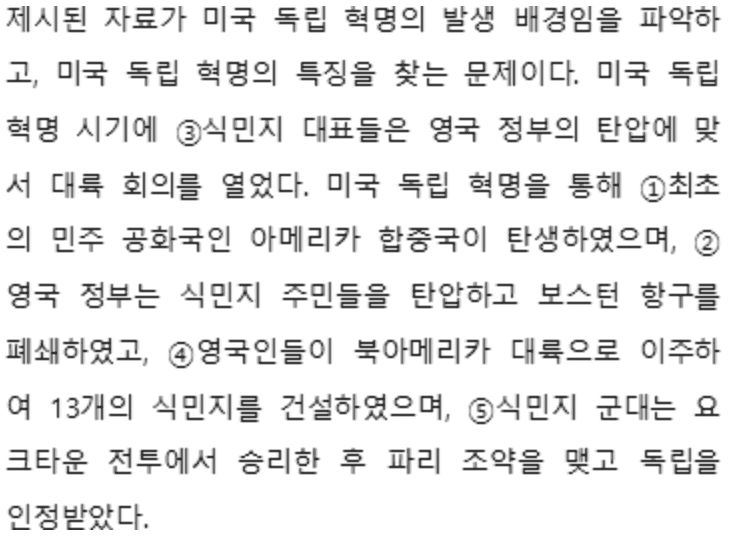 제시된 자료가 미국 독립 혁명의 발생 배경임을 파악하
고, 미국 독립 혁명의 특징을 찾는 문제이다. 미국 독립
혁명 시기에 ③식민지 대표들은 영국 정부의 탄압에 맞
서 대륙 회의를 열었다. 미국 독립 혁명을 통해 ①최초
의 민주 공화국인 아메리카 합중국이 탄생하였으며, ②
영국 정부는 식민지 주민들을 탄압하고 보스턴 항구를
폐쇄하였고, ④영국인들이 북아메리카 대륙으로 이주하
여 13개의 식민지를 건설하였으며, ⑤식민지 군대는 요
크타운 전투에서 승리한 후 파리 조약을 맺고 독립을
인정받았다.